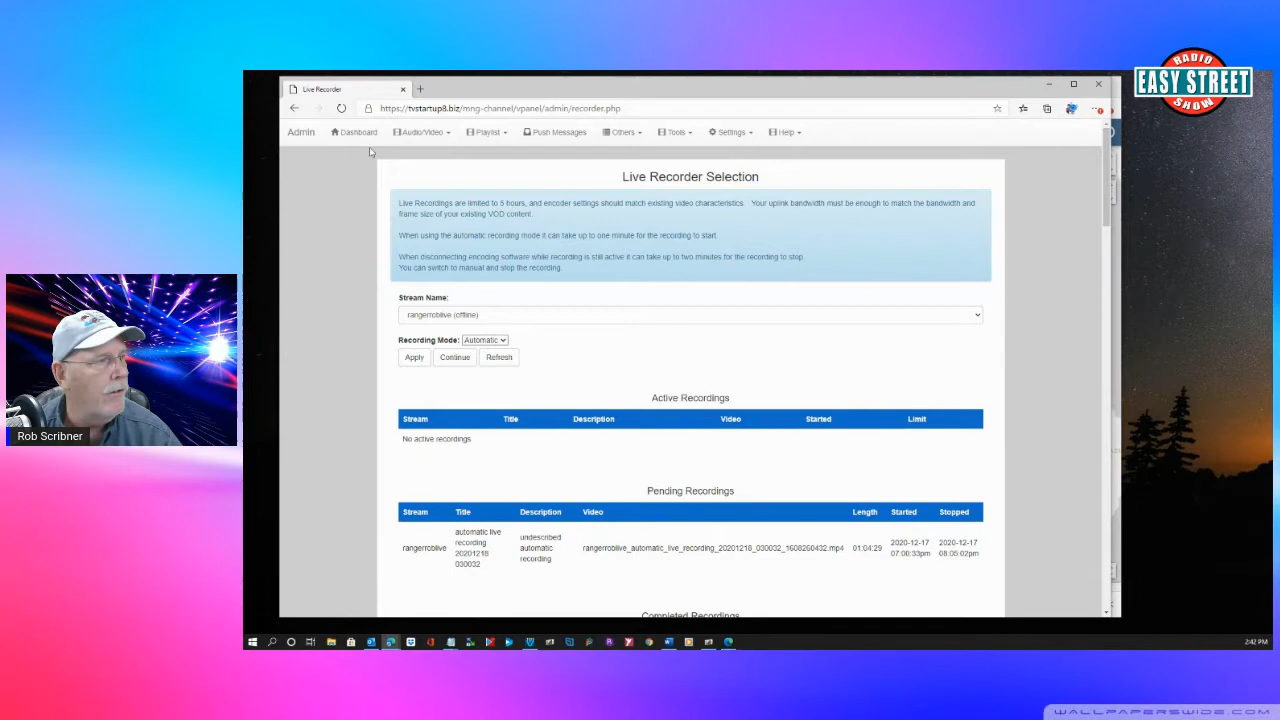 RADIO
EASY STREET
SHOW
Live Recorder
https://tvstartup8.biz/mng-channel/vpanel/admin/recorder.php
Admin Dashboard Audio/Video Playlist Push Messages Others Tools Settings Help
Live Recorder Selection
Live Recordings are limited to 5 hours, and encoder settings should match existing video characteristics. Your uplink bandwidth must be enough to match the bandwidth and
frame size of your existing VOD content.
When using the automatic recording mode it can take up to one minute for the recording to start.
When disconnecting encoding software while recording is still active it can take up to two minutes for the recording to stop.
You can switch to manual and stop the recording.
Stream Name:
rangerroblive (offline)
Recording Mode: Automatic
Apply Continue Refresh
Active Recordings
Stream Title Description Video Started Limit
No active recordings
Pending Recordings
Stream Title Description Video Length Started Stopped
rangerroblive automatic live recording 20201218 030032 undescribed automatic recording rangerroblive_automatic_live_recording_20201218_030032_1608260432.mp4 01:04:29 2020-12-17 07:00:33pm 2020-12-17 08:05:02pm
Completed Recordings
Rob Scribner
2:42 PM
WALLPAPERSWIDE.COM